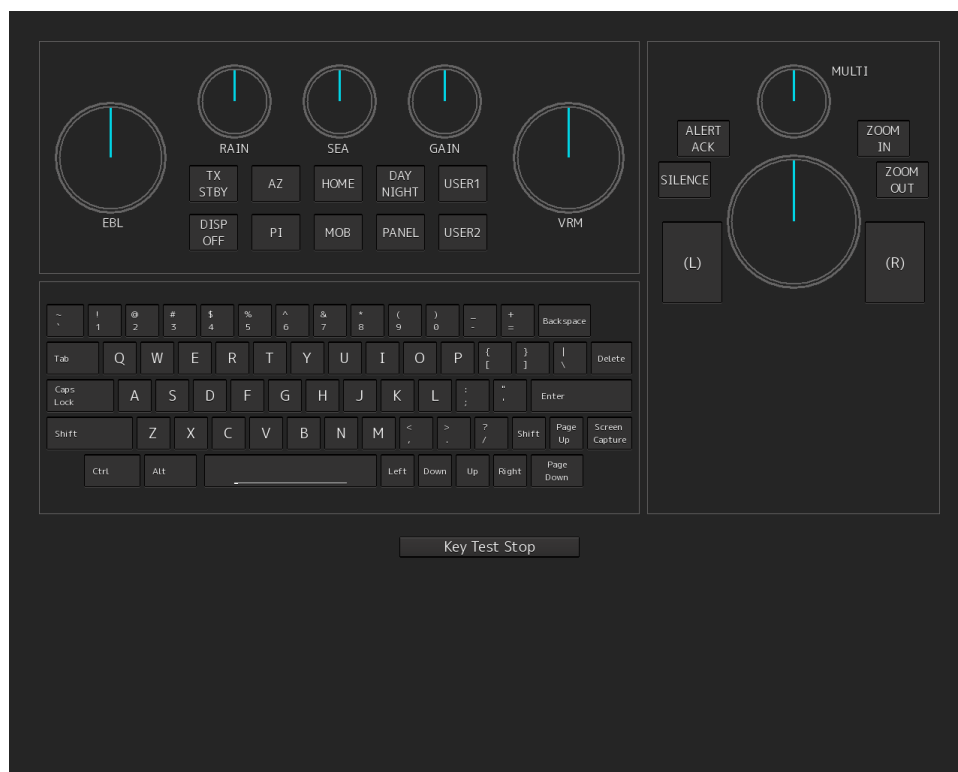 MULTI
RAIN SEA GAIN
EBL VRM
TX
STBY
AZ
HOME
DAY
NIGHT
USER1
DISP
OFF
PI
MOB
PANEL
USER2
ALERT
ACK
ZOOM
IN
SILENCE
ZOOM
OUT
(L)
(R)
~ ! @ # $ % ^ & * ( ) _ +
` 1 2 3 4 5 6 7 8 9 0 - = Backspace
Tab Q W E R T Y U I O P { [ } ] | \ Delete
Caps
Lock
A S D F G H J K L : ; " ' Enter
Shift Z X C V B N M < , > . ? / Shift
Page
Up
Screen
Capture
Ctrl Alt Left Down Up Right
Page
Down
Key Test Stop